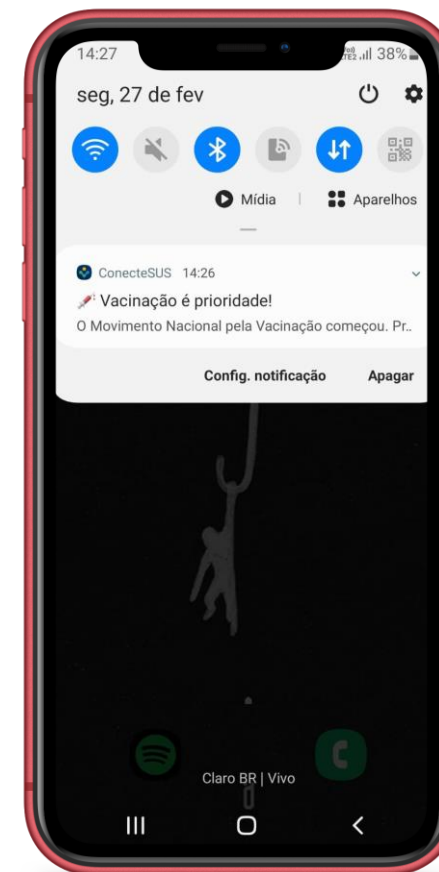 14:27
38%
seg, 27 de fev
Mídia
Aparelhos
ConecteSUS 14:26
Vacinação é prioridade!
O Movimento Nacional pela Vacinação começou. Pr..
Config. notificação Apagar
Claro BR | Vivo